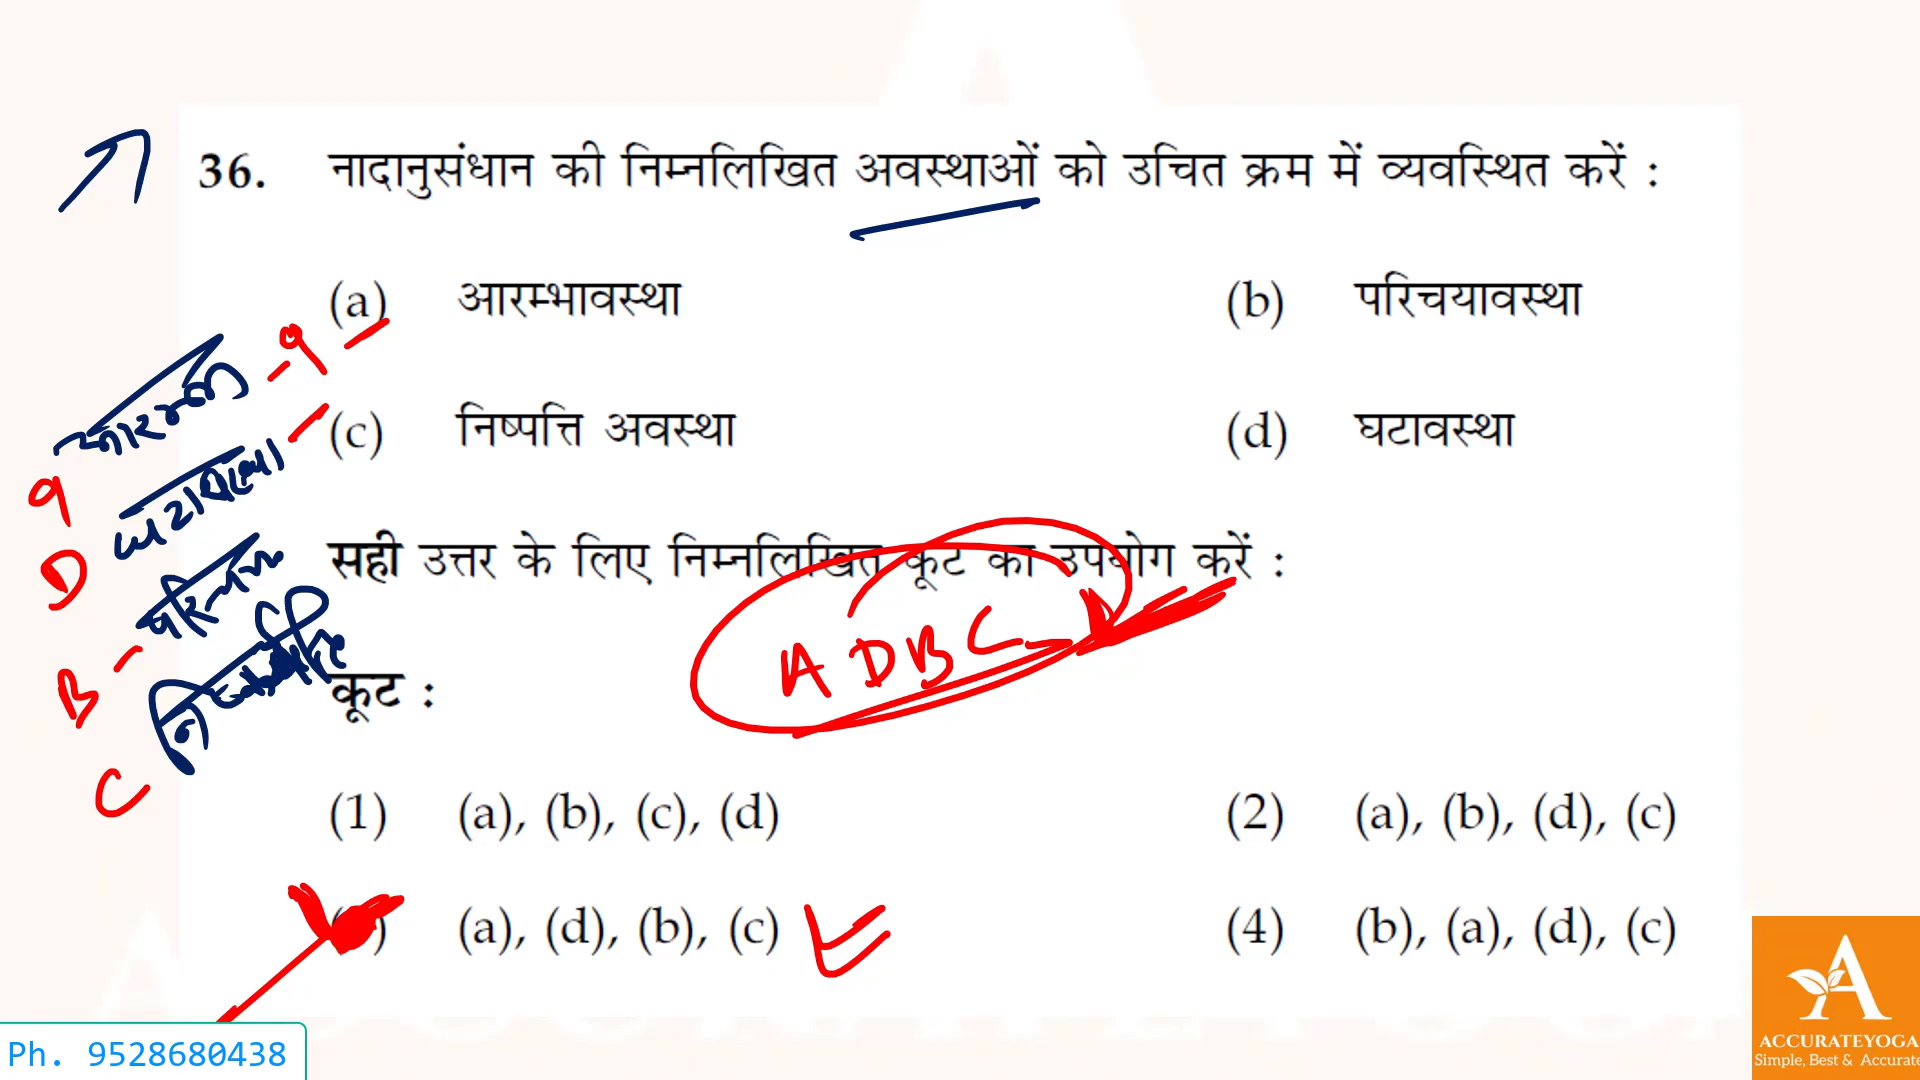 36. नादानुसंधान की निम्नलिखित अवस्थाओं को उचित क्रम में व्यवस्थित करें :
(a) आरम्भावस्था (b) परिचयावस्था
(c) निष्पत्ति अवस्था (d) घटावस्था
सही उत्तर के लिए निम्नलिखित कूट का उपयोग करें :
A D B C
कूट :
D
B
C
(1) (a), (b), (c), (d) (2) (a), (b), (d), (c)
(a), (d), (b), (c) (4) (b), (a), (d), (c)
Ph. 9528680438
A
ACCURATEYOGA
Simple, Best & Accurate